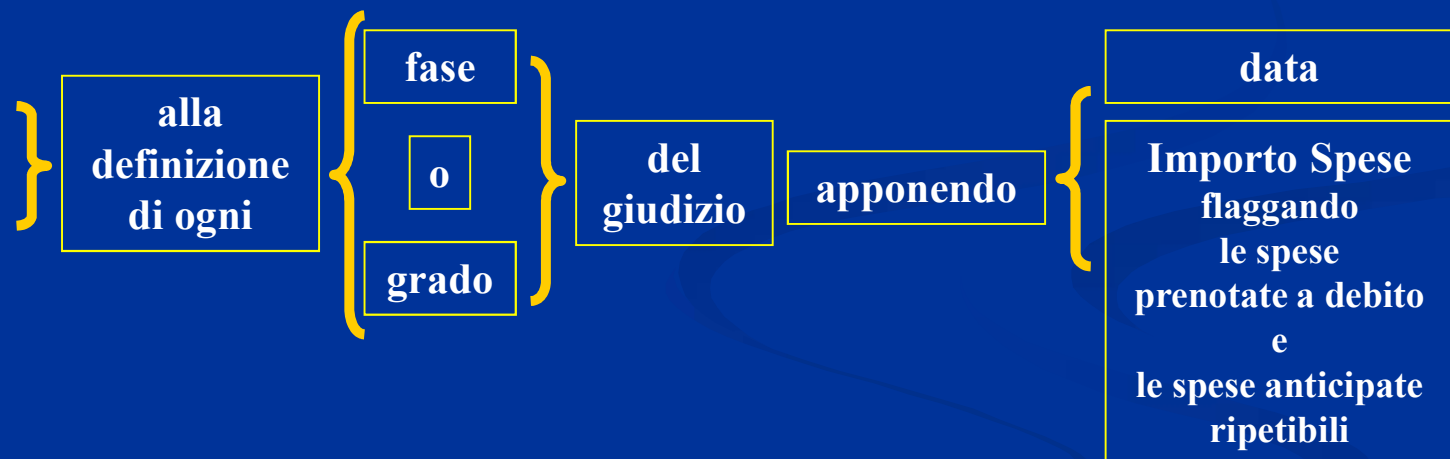 alla
definizione
di ogni
fase
o
grado
del
giudizio
apponendo
data
Importo Spese
flaggando
le spese
prenotate a debito
e
le spese anticipate
ripetibili